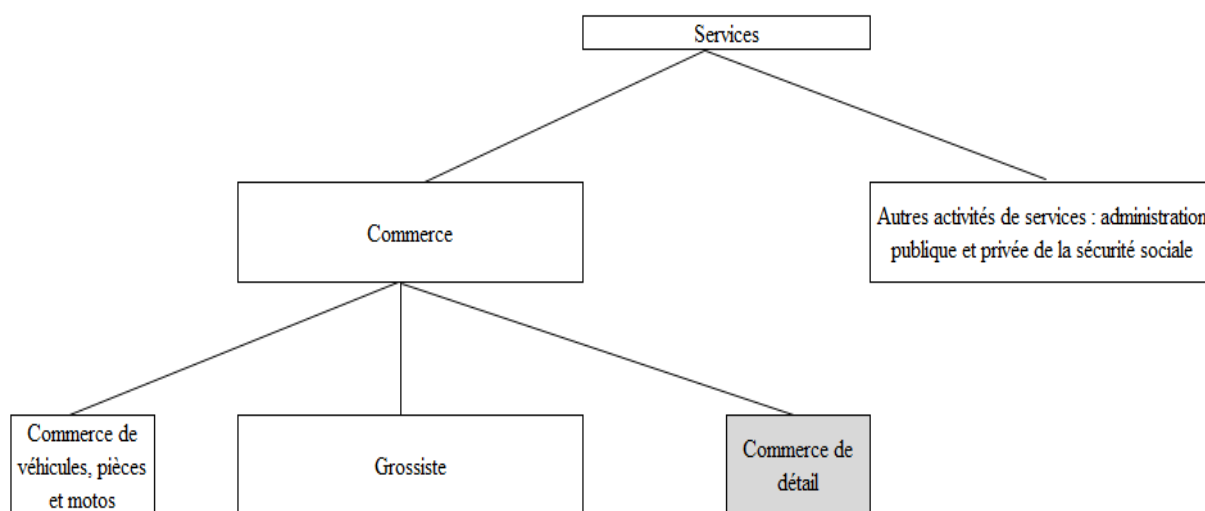 Services
Commerce
Autres activités de services : administration
publique et privée de la sécurité sociale
Commerce de
véhicules, pièces
et motos
Grossiste
Commerce de
détail